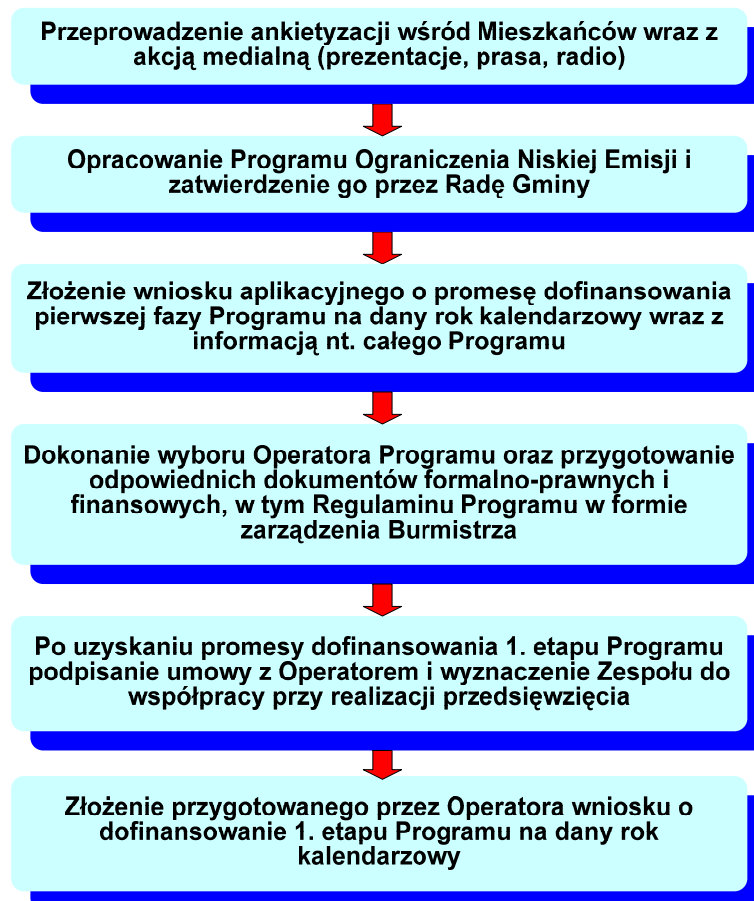 Przeprowadzenie ankietyzacji wśród Mieszkańców wraz z
akcją medialną (prezentacje, prasa, radio)
Opracowanie Programu Ograniczenia Niskiej Emisji i
zatwierdzenie go przez Radę Gminy
Złożenie wniosku aplikacyjnego o promesę dofinansowania
pierwszej fazy Programu na dany rok kalendarzowy wraz z
informacją nt. całego Programu
Dokonanie wyboru Operatora Programu oraz przygotowanie
odpowiednich dokumentów formalno-prawnych i
finansowych, w tym Regulaminu Programu w formie
zarządzenia Burmistrza
Po uzyskaniu promesy dofinansowania 1. etapu Programu
podpisanie umowy z Operatorem i wyznaczenie Zespołu do
współpracy przy realizacji przedsięwzięcia
Złożenie przygotowanego przez Operatora wniosku o
dofinansowanie 1. etapu Programu na dany rok
kalendarzowy